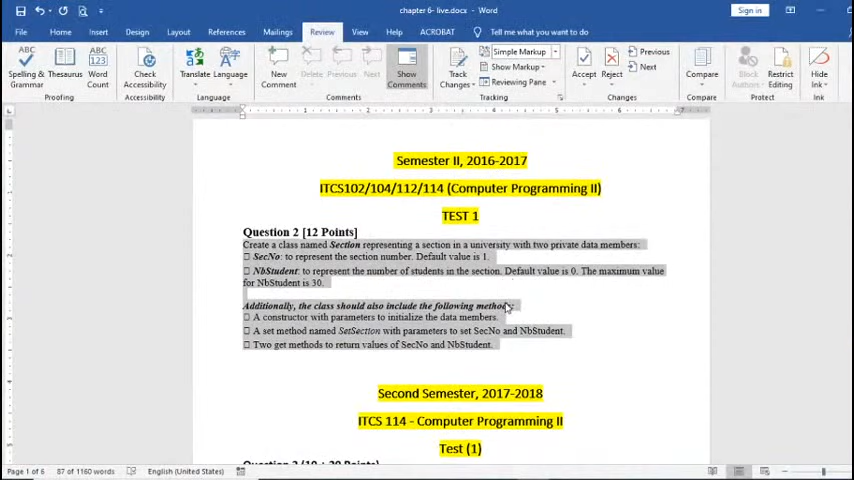 chapter 6- live.docx - Word
Sign in
File Home Insert Design Layout References Mailings Review View Help ACROBAT Tell me what you want to do
Spelling & Grammar
Thesaurus
Word Count
Proofing
Check Accessibility
Accessibility
Translate
Language
Language
New Comment
Delete
Previous
Next
Show Comments
Comments
Track Changes
Simple Markup
Show Markup
Reviewing Pane
Tracking
Accept
Reject
Previous
Next
Changes
Compare
Compare
Block Authors
Restrict Editing
Protect
Hide Ink
Ink
Semester II, 2016-2017
ITCS102/104/112/114 (Computer Programming II)
TEST 1
Question 2 [12 Points]
Create a class named Section representing a section in a university with two private data members:
SecNo: to represent the section number. Default value is 1.
NbStudent: to represent the number of students in the section. Default value is 0. The maximum value
for NbStudent is 30.
Additionally, the class should also include the following methods:
A constructor with parameters to initialize the data members.
A set method named SetSection with parameters to set SecNo and NbStudent.
Two get methods to return values of SecNo and NbStudent.
Second Semester, 2017-2018
ITCS 114 - Computer Programming II
Test (1)
Page 1 of 6 87 of 1160 words English (United States)